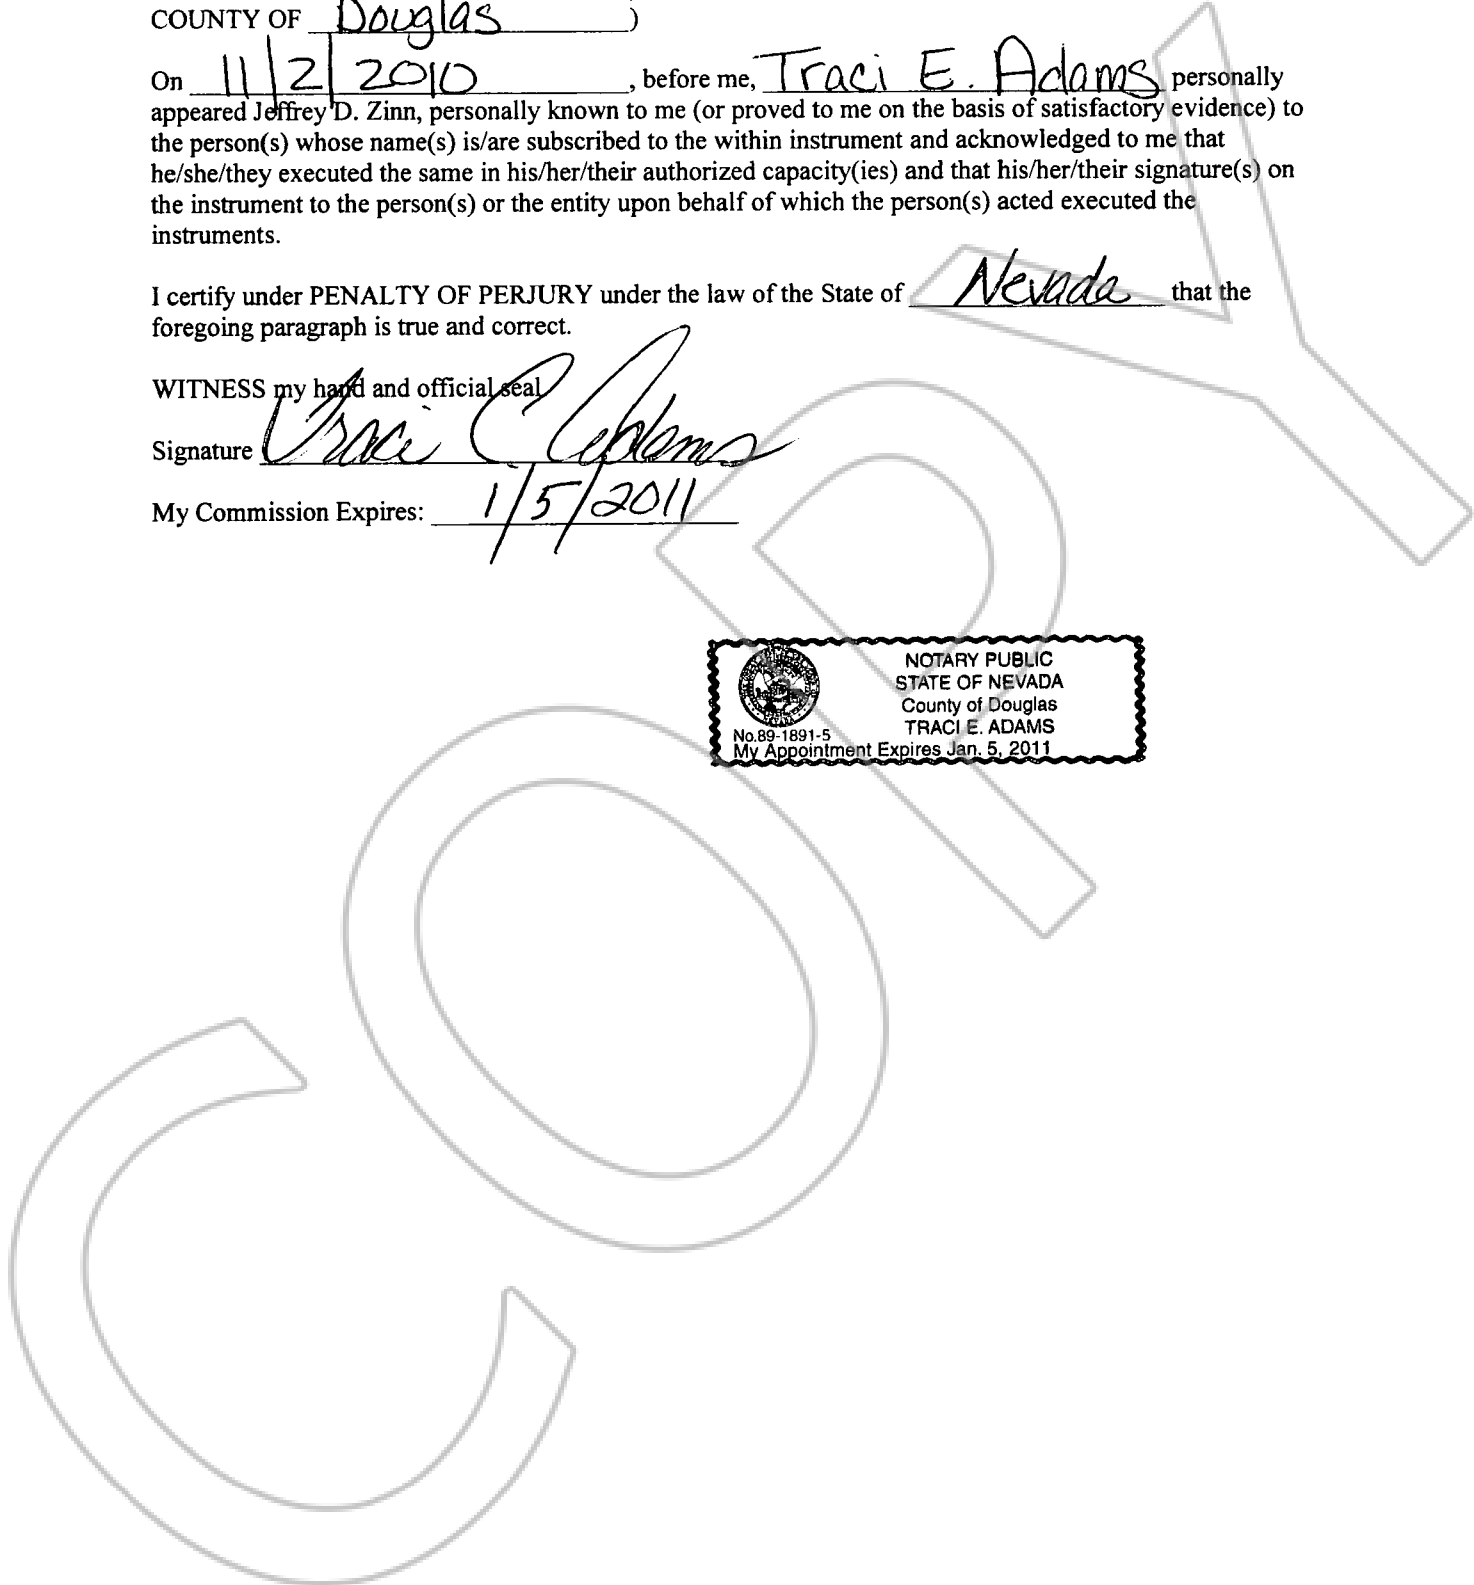 COUNTY OF Douglas )
On 11/2/2010, before me, Traci E. Adams personally
appeared Jeffrey D. Zinn, personally known to me (or proved to me on the basis of satisfactory evidence) to
the person(s) whose name(s) is/are subscribed to the within instrument and acknowledged to me that
he/she/they executed the same in his/her/their authorized capacity(ies) and that his/her/their signature(s) on
the instrument to the person(s) or the entity upon behalf of which the person(s) acted executed the
instruments.
I certify under PENALTY OF PERJURY under the law of the State of Nevada that the
foregoing paragraph is true and correct.
WITNESS my hand and official seal
Signature Traci E Adams
My Commission Expires: 1/5/2011
NOTARY PUBLIC
STATE OF NEVADA
County of Douglas
TRACI E. ADAMS
No.89-1891-5
My Appointment Expires Jan. 5, 2011
COPY